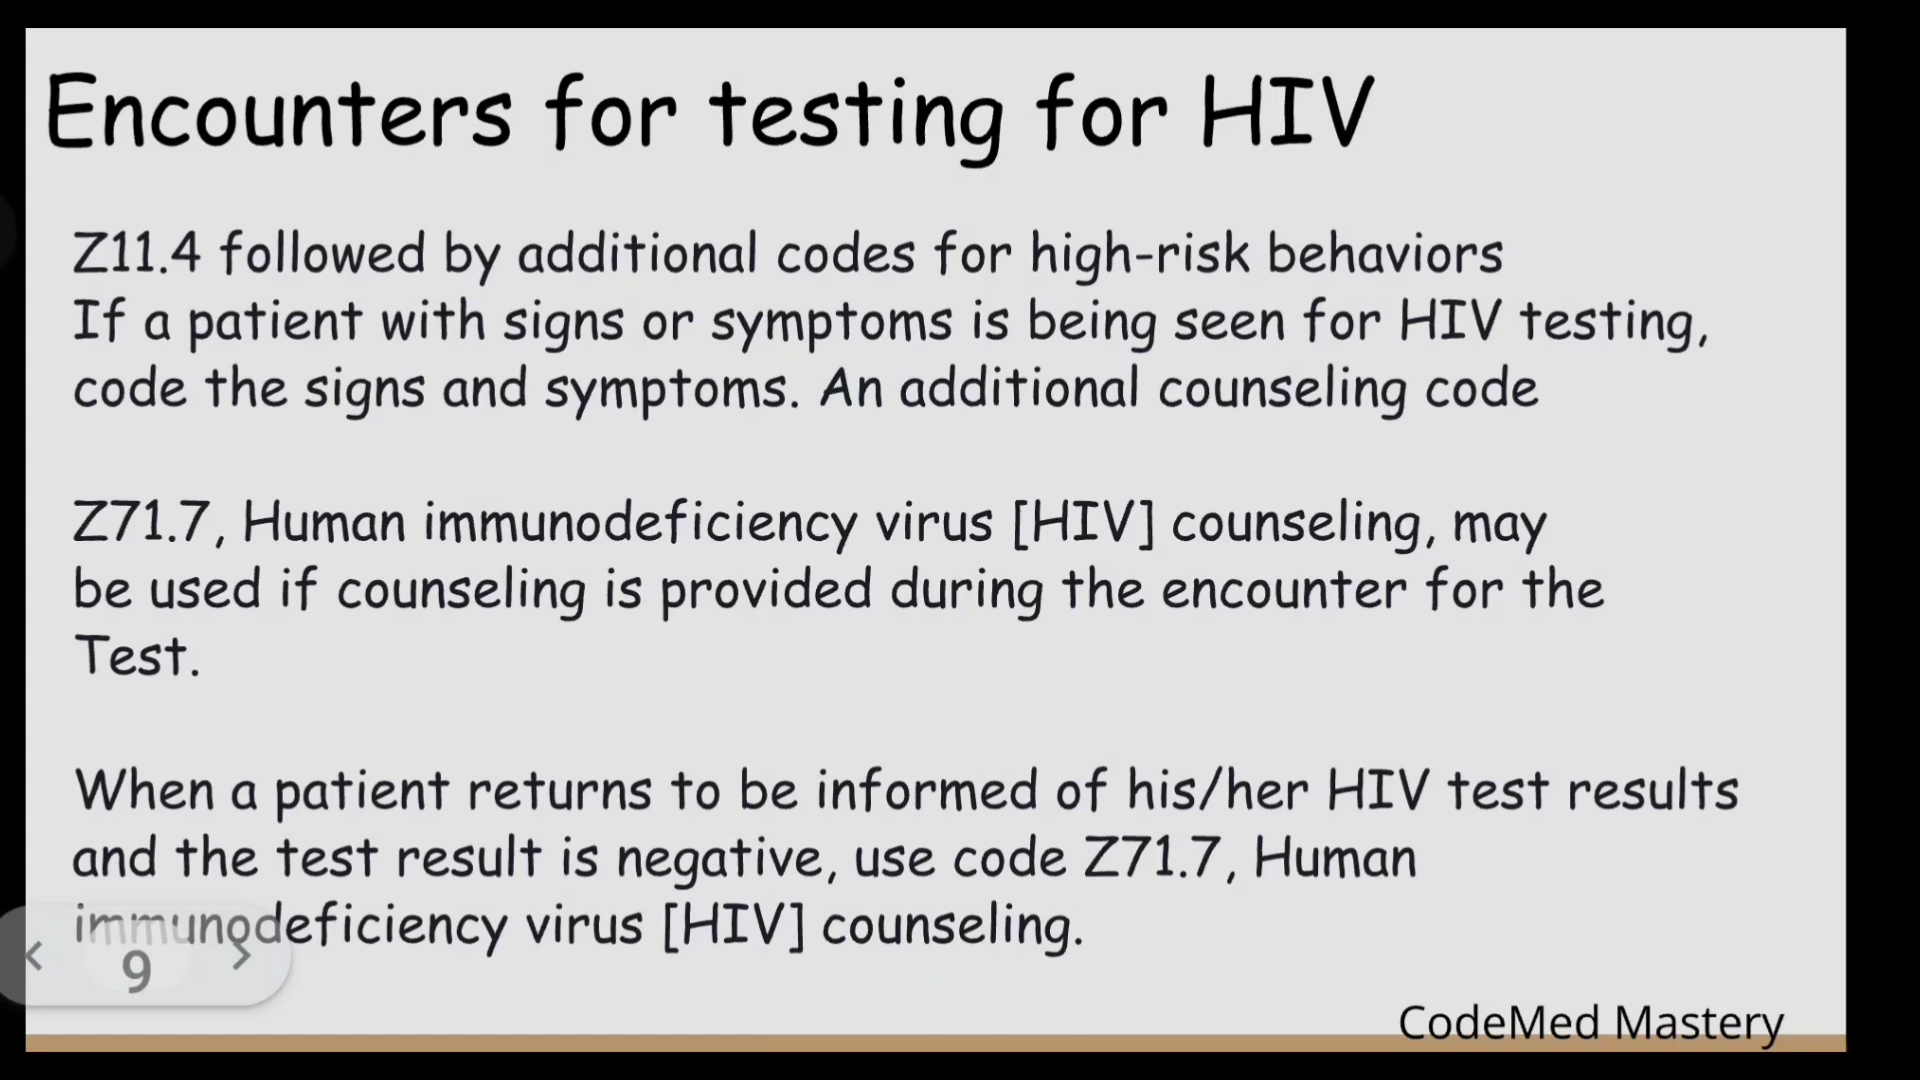 Encounters for testing for HIV
Z11.4 followed by additional codes for high-risk behaviors
If a patient with signs or symptoms is being seen for HIV testing,
code the signs and symptoms. An additional counseling code
Z71.7, Human immunodeficiency virus [HIV] counseling, may
be used if counseling is provided during the encounter for the
Test.
When a patient returns to be informed of his/her HIV test results
and the test result is negative, use code Z71.7, Human
immunodeficiency virus [HIV] counseling.
9
CodeMed Mastery